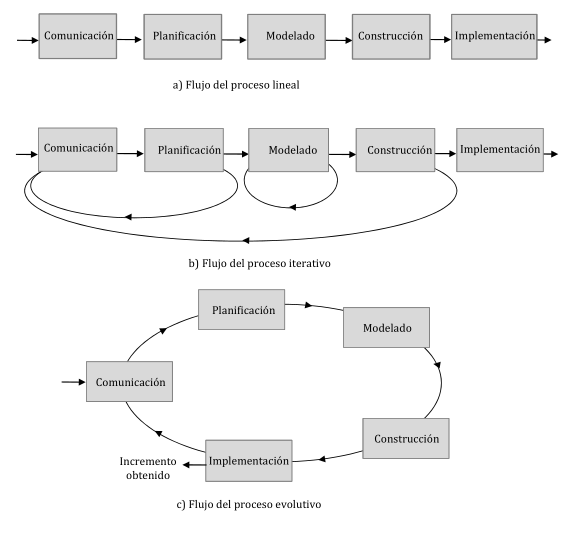 Comunicación Planificación Modelado Construcción Implementación
a) Flujo del proceso lineal
Comunicación Planificación Modelado Construcción Implementación
b) Flujo del proceso iterativo
Planificación
Modelado
Comunicación
Construcción
Implementación
Incremento
obtenido
c) Flujo del proceso evolutivo